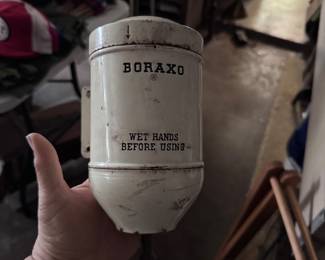 BORAXO
WET HANDS
BEFORE USING